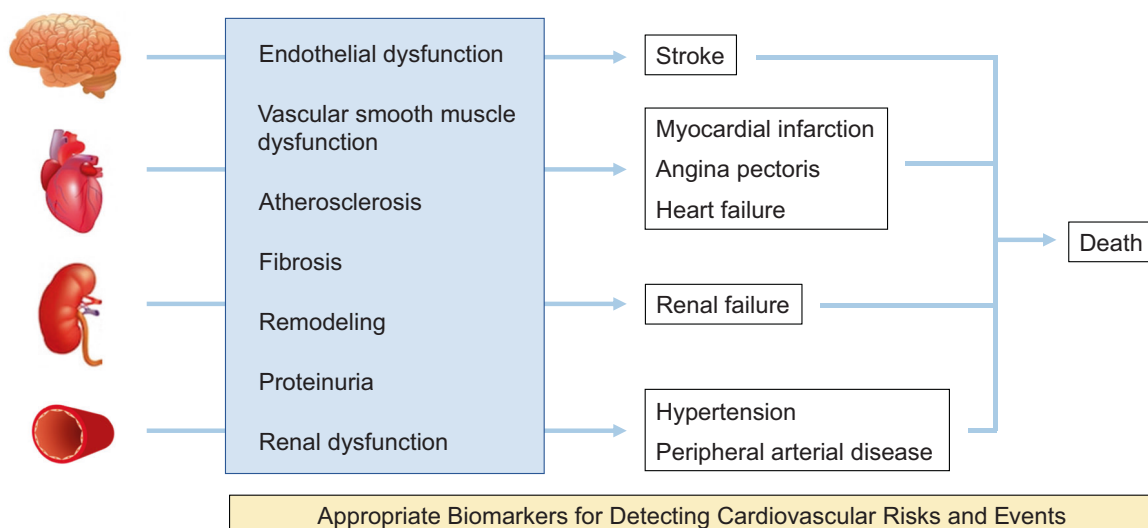 Endothelial dysfunction
Vascular smooth muscle
dysfunction
Atherosclerosis
Fibrosis
Remodeling
Proteinuria
Renal dysfunction
Stroke
Myocardial infarction
Angina pectoris
Heart failure
Renal failure
Hypertension
Peripheral arterial disease
Death
Appropriate Biomarkers for Detecting Cardiovascular Risks and Events